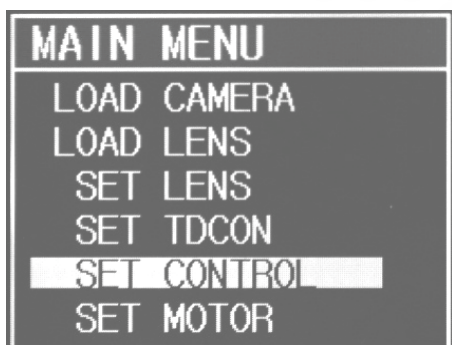 MAIN MENU
LOAD CAMERA
LOAD LENS
SET LENS
SET TDCON
SET CONTROL
SET MOTOR